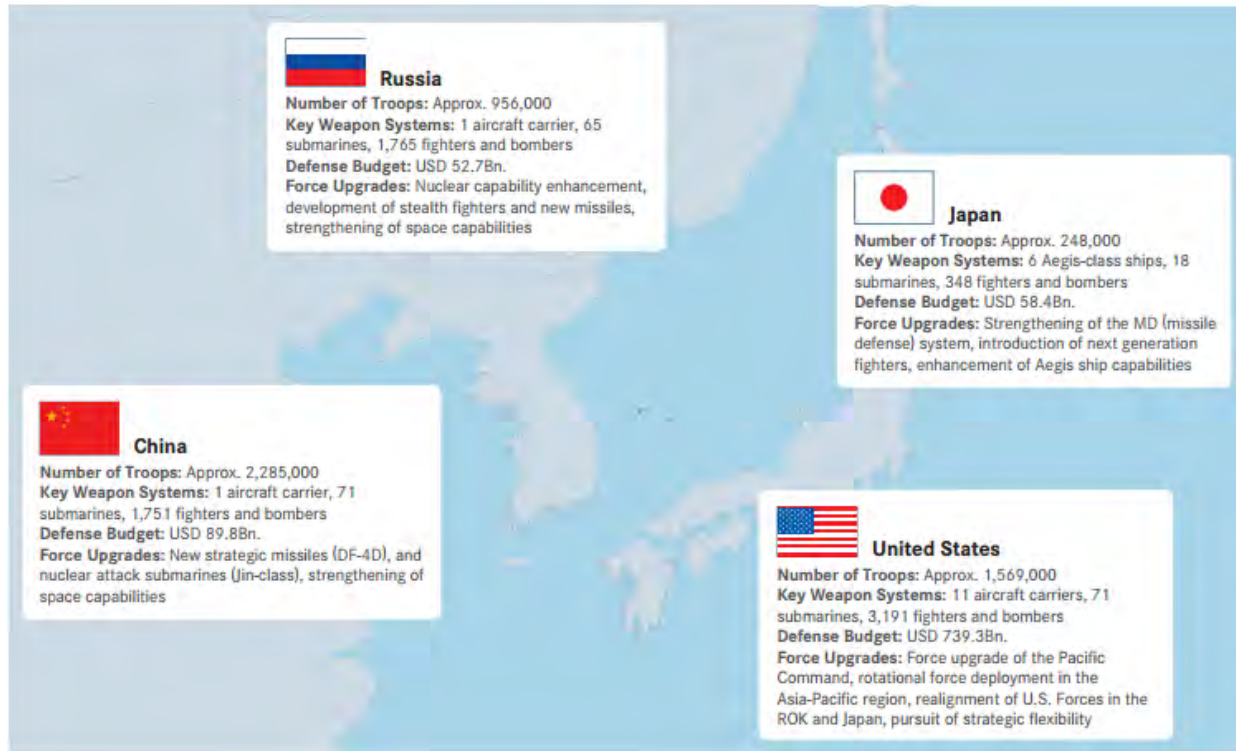 Russia
Number of Troops: Approx. 956,000
Key Weapon Systems: 1 aircraft carrier, 65
submarines, 1,765 fighters and bombers
Defense Budget: USD 52.7Bn.
Force Upgrades: Nuclear capability enhancement,
development of stealth fighters and new missiles,
strengthening of space capabilities
Japan
Number of Troops: Approx. 248,000
Key Weapon Systems: 6 Aegis-class ships, 18
submarines, 348 fighters and bombers
Defense Budget: USD 58.4Bn.
Force Upgrades: Strengthening of the MD (missile
defense) system, introduction of next generation
fighters, enhancement of Aegis ship capabilities
China
Number of Troops: Approx. 2,285,000
Key Weapon Systems: 1 aircraft carrier, 71
submarines, 1,751 fighters and bombers
Defense Budget: USD 89.8Bn.
Force Upgrades: New strategic missiles (DF-4D), and
nuclear attack submarines (Jin-class), strengthening of
space capabilities
United States
Number of Troops: Approx. 1,569,000
Key Weapon Systems: 11 aircraft carriers, 71
submarines, 3,191 fighters and bombers
Defense Budget: USD 739.3Bn.
Force Upgrades: Force upgrade of the Pacific
Command, rotational force deployment in the
Asia-Pacific region, realignment of U.S. Forces in the
ROK and Japan, pursuit of strategic flexibility